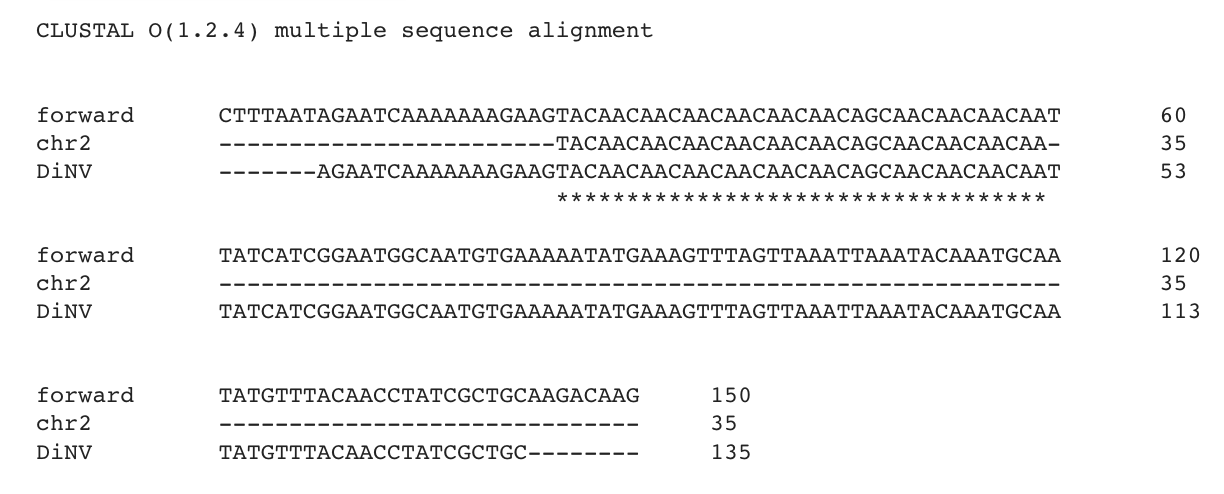 CLUSTAL O(1.2.4) multiple sequence alignment
forward CTTTAATAGAATCAAAAAAAGAAGTACAACAACAACAACAACAACAGCAACAACAACAAT 60
chr2 ------------------------TACAACAACAACAACAACAACAGCAACAACAACAA- 35
DiNV -------AGAATCAAAAAAAGAAGTACAACAACAACAACAACAACAGCAACAACAACAAT 53
***********************************
forward TATCATCGGAATGGCAATGTGAAAAATATGAAAGTTTAGTTAAATTAAATACAAATGCAA 120
chr2 ------------------------------------------------------------ 35
DiNV TATCATCGGAATGGCAATGTGAAAAATATGAAAGTTTAGTTAAATTAAATACAAATGCAA 113
forward TATGTTTACAACCTATCGCTGCAAGACAAG 150
chr2 ------------------------------ 35
DiNV TATGTTTACAACCTATCGCTGC-------- 135